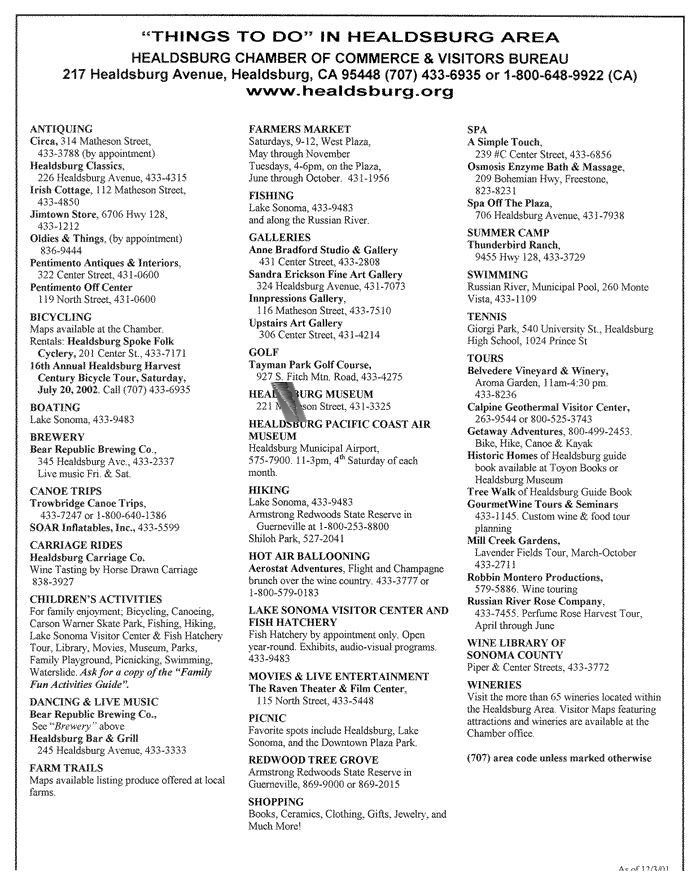 "THINGS TO DO" IN HEALDSBURG AREA
HEALDSBURG CHAMBER OF COMMERCE & VISITORS BUREAU
217 Healdsburg Avenue, Healdsburg, CA 95448 (707) 433-6935 or 1-800-648-9922 (CA)
www.healdsburg.org
ANTIQUING
Circa, 314 Matheson Street,
433-3788 (by appointment)
Healdsburg Classics,
226 Healdsburg Avenue, 433-4315
Irish Cottage, 112 Matheson Street,
433-4850
Jimtown Store, 6706 Hwy 128,
433-1212
Oldies & Things, (by appointment)
836-9444
Pentimento Antiques & Interiors,
322 Center Street, 431-0600
Pentimento Off Center
119 North Street, 431-0600
BICYCLING
Maps available at the Chamber.
Rentals: Healdsburg Spoke Folk
Cyclery, 201 Center St., 433-7171
16th Annual Healdsburg Harvest
Century Bicycle Tour, Saturday,
July 20, 2002. Call (707) 433-6935
BOATING
Lake Sonoma, 433-9483
BREWERY
Bear Republic Brewing Co.,
345 Healdsburg Ave., 433-2337
Live music Fri. & Sat.
CANOE TRIPS
Trowbridge Canoe Trips,
433-7247 or 1-800-640-1386
SOAR Inflatables, Inc., 433-5599
CARRIAGE RIDES
Healdsburg Carriage Co.
Wine Tasting by Horse Drawn Carriage
838-3927
CHILDREN'S ACTIVITIES
For family enjoyment; Bicycling, Canoeing,
Carson Warner Skate Park, Fishing, Hiking,
Lake Sonoma Visitor Center & Fish Hatchery
Tour, Library, Movies, Museum, Parks,
Family Playground, Picnicking, Swimming,
Waterslide. Ask for a copy of the "Family
Fun Activities Guide".
DANCING & LIVE MUSIC
Bear Republic Brewing Co.,
See "Brewery" above
Healdsburg Bar & Grill
245 Healdsburg Avenue, 433-3333
FARM TRAILS
Maps available listing produce offered at local
farms.
FARMERS MARKET
Saturdays, 9-12, West Plaza,
May through November
Tuesdays, 4-6pm, on the Plaza,
June through October. 431-1956
FISHING
Lake Sonoma, 433-9483
and along the Russian River.
GALLERIES
Anne Bradford Studio & Gallery
431 Center Street, 433-2808
Sandra Erickson Fine Art Gallery
324 Healdsburg Avenue, 431-7073
Innpressions Gallery,
116 Matheson Street, 433-7510
Upstairs Art Gallery
306 Center Street, 431-4214
GOLF
Tayman Park Golf Course,
927 S. Fitch Mtn. Road, 433-4275
HEALDSBURG MUSEUM
221 Street, 431-3325
HEALDSBURG PACIFIC COAST AIR
MUSEUM
Healdsburg Municipal Airport,
575-7900. 11-3pm, 4th Saturday of each
month.
HIKING
Lake Sonoma, 433-9483
Armstrong Redwoods State Reserve in
Guerneville at 1-800-253-8800
Shiloh Park, 527-2041
HOT AIR BALLOONING
Aerostat Adventures, Flight and Champagne
brunch over the wine country. 433-3777 or
1-800-579-0183
LAKE SONOMA VISITOR CENTER AND
FISH HATCHERY
Fish Hatchery by appointment only. Open
year-round. Exhibits, audio-visual programs.
433-9483
MOVIES & LIVE ENTERTAINMENT
The Raven Theater & Film Center,
115 North Street, 433-5448
PICNIC
Favorite spots include Healdsburg, Lake
Sonoma, and the Downtown Plaza Park.
REDWOOD TREE GROVE
Armstrong Redwoods State Reserve in
Guerneville, 869-9000 or 869-2015
SHOPPING
Books, Ceramics, Clothing, Gifts, Jewelry, and
Much More!
SPA
A Simple Touch,
239 #C Center Street, 433-6856
Osmosis Enzyme Bath & Massage,
209 Bohemian Hwy, Freestone,
823-8231
Spa Off The Plaza,
706 Healdsburg Avenue, 431-7938
SUMMER CAMP
Thunderbird Ranch,
9455 Hwy 128, 433-3729
SWIMMING
Russian River, Municipal Pool, 260 Monte
Vista, 433-1109
TENNIS
Giorgi Park, 540 University St., Healdsburg
High School, 1024 Prince St
TOURS
Belvedere Vineyard & Winery,
Aroma Garden, 11am-4:30 pm.
433-8236
Calpine Geothermal Visitor Center,
263-9544 or 800-525-3743
Getaway Adventures, 800-499-2453.
Bike, Hike, Canoe & Kayak
Historic Homes of Healdsburg guide
book available at Toyon Books or
Healdsburg Museum
Tree Walk of Healdsburg Guide Book
GourmetWine Tours & Seminars
433-1145. Custom wine & food tour
planning
Mill Creek Gardens,
Lavender Fields Tour, March-October
433-2711
Robbin Montero Productions,
579-5886. Wine touring
Russian River Rose Company,
433-7455. Perfume Rose Harvest Tour,
April through June
WINE LIBRARY OF
SONOMA COUNTY
Piper & Center Streets, 433-3772
WINERIES
Visit the more than 65 wineries located within
the Healdsburg Area. Visitor Maps featuring
attractions and wineries are available at the
Chamber office.
(707) area code unless marked otherwise
As of 12/3/01